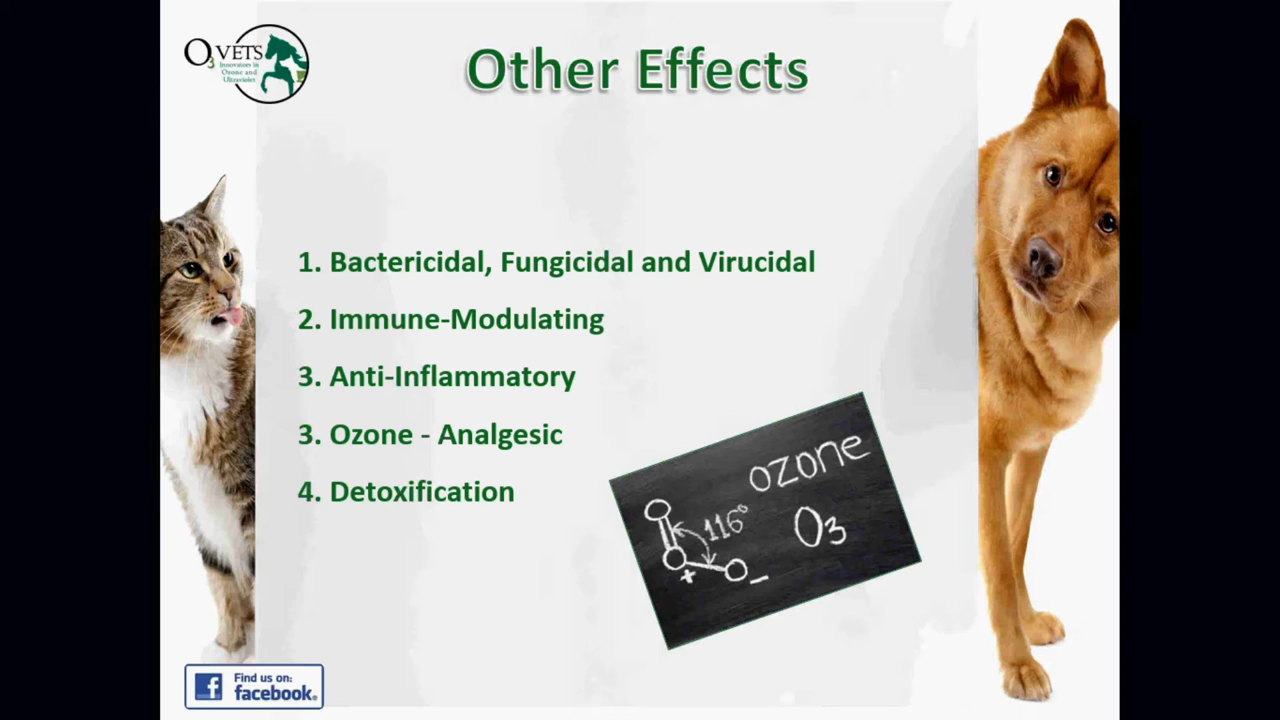 O3VETS
Innovators in
Ozone and
Ultraviolet
Other Effects
1. Bactericidal, Fungicidal and Virucidal
2. Immune-Modulating
3. Anti-Inflammatory
3. Ozone - Analgesic
4. Detoxification
ozone
116°
O3
+
−
Find us on:
facebook®